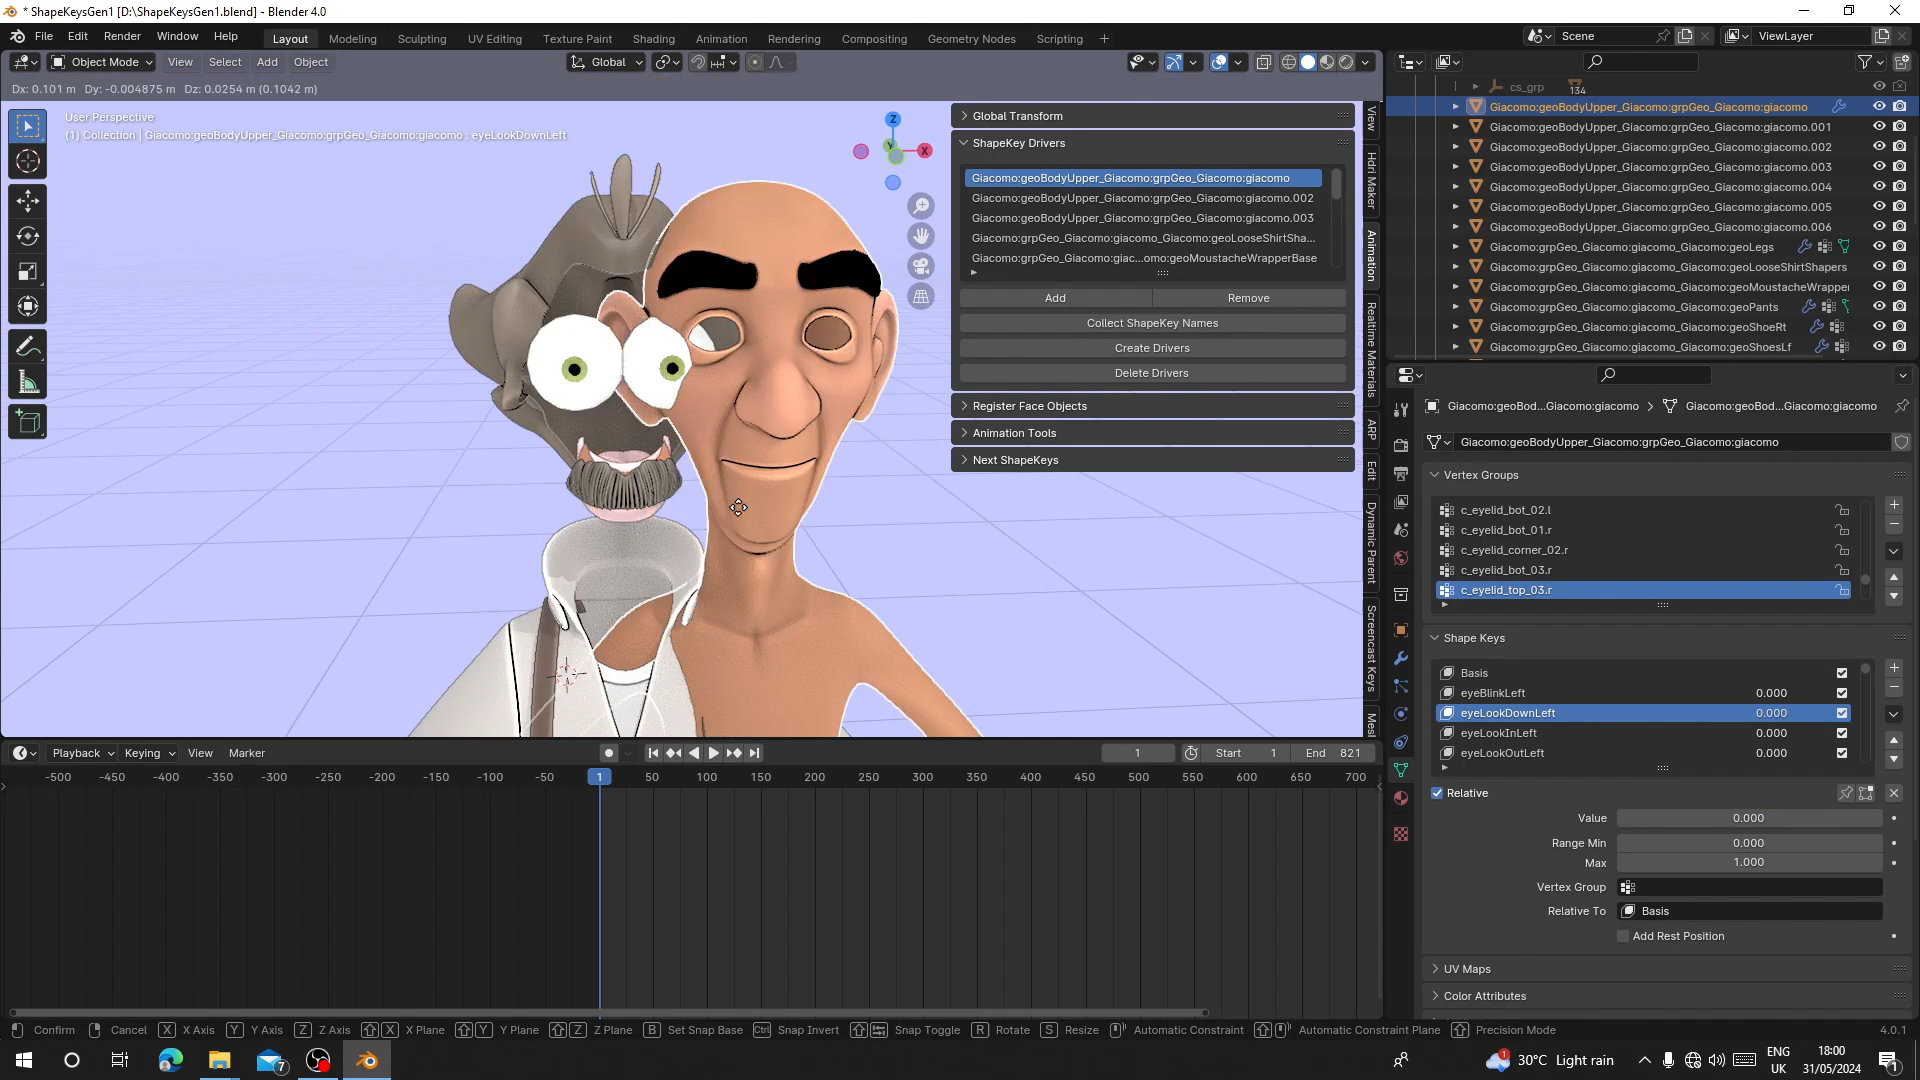 * ShapeKeysGen1 [D:\ShapeKeysGen1.blend] - Blender 4.0
File Edit Render Window Help
Layout Modeling Sculpting UV Editing Texture Paint Shading Animation Rendering Compositing Geometry Nodes Scripting +
Scene
ViewLayer
Object Mode View Select Add Object
Global
Dx: 0.101 m Dy: -0.004875 m Dz: 0.0254 m (0.1042 m)
User Perspective
(1) Collection | Giacomo:geoBodyUpper_Giacomo:grpGeo_Giacomo:giacomo : eyeLookDownLeft
Z
X
Y
Global Transform
ShapeKey Drivers
Giacomo:geoBodyUpper_Giacomo:grpGeo_Giacomo:giacomo
Giacomo:geoBodyUpper_Giacomo:grpGeo_Giacomo:giacomo.002
Giacomo:geoBodyUpper_Giacomo:grpGeo_Giacomo:giacomo.003
Giacomo:grpGeo_Giacomo:giacomo_Giacomo:geoLooseShirtSha...
Giacomo:grpGeo_Giacomo:giac...omo:geoMoustacheWrapperBase
Add Remove
Collect ShapeKey Names
Create Drivers
Delete Drivers
Register Face Objects
Animation Tools
Next ShapeKeys
View
Hdri Maker
Animation
Realtime Materials
ARP
Edit
Dynamic Parent
Screencast Keys
Mesh
cs_grp 134
Giacomo:geoBodyUpper_Giacomo:grpGeo_Giacomo:giacomo
Giacomo:geoBodyUpper_Giacomo:grpGeo_Giacomo:giacomo.001
Giacomo:geoBodyUpper_Giacomo:grpGeo_Giacomo:giacomo.002
Giacomo:geoBodyUpper_Giacomo:grpGeo_Giacomo:giacomo.003
Giacomo:geoBodyUpper_Giacomo:grpGeo_Giacomo:giacomo.004
Giacomo:geoBodyUpper_Giacomo:grpGeo_Giacomo:giacomo.005
Giacomo:geoBodyUpper_Giacomo:grpGeo_Giacomo:giacomo.006
Giacomo:grpGeo_Giacomo:giacomo_Giacomo:geoLegs
Giacomo:grpGeo_Giacomo:giacomo_Giacomo:geoLooseShirtShapers
Giacomo:grpGeo_Giacomo:giacomo_Giacomo:geoMoustacheWrapper
Giacomo:grpGeo_Giacomo:giacomo_Giacomo:geoPants
Giacomo:grpGeo_Giacomo:giacomo_Giacomo:geoShoeRt
Giacomo:grpGeo_Giacomo:giacomo_Giacomo:geoShoesLf
Giacomo:geoBod...Giacomo:giacomo > Giacomo:geoBod...Giacomo:giacomo
Giacomo:geoBodyUpper_Giacomo:grpGeo_Giacomo:giacomo
Vertex Groups
c_eyelid_bot_02.l
c_eyelid_bot_01.r
c_eyelid_corner_02.r
c_eyelid_bot_03.r
c_eyelid_top_03.r
Shape Keys
Basis
eyeBlinkLeft 0.000
eyeLookDownLeft 0.000
eyeLookInLeft 0.000
eyeLookOutLeft 0.000
Relative
Value 0.000
Range Min 0.000
Max 1.000
Vertex Group
Relative To Basis
Add Rest Position
UV Maps
Color Attributes
Playback Keying View Marker
1 Start 1 End 821
-500 -450 -400 -350 -300 -250 -200 -150 -100 -50 1 50 100 150 200 250 300 350 400 450 500 550 600 650 700
Confirm Cancel X X Axis Y Y Axis Z Z Axis X X Plane Y Y Plane Z Z Plane B Set Snap Base Ctrl Snap Invert Snap Toggle R Rotate S Resize Automatic Constraint Automatic Constraint Plane Precision Mode
4.0.1
7
1
30°C Light rain
ENG
UK
18:00
31/05/2024
1